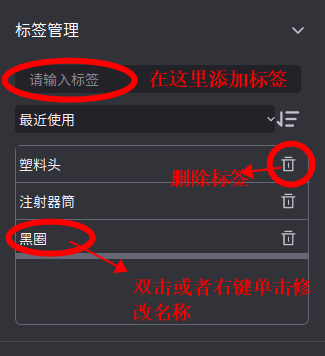 标签管理
请输入标签 在这里添加标签
最近使用
塑料头
删除标签
注射器筒
黑圈
双击或者右键单击修
改名称